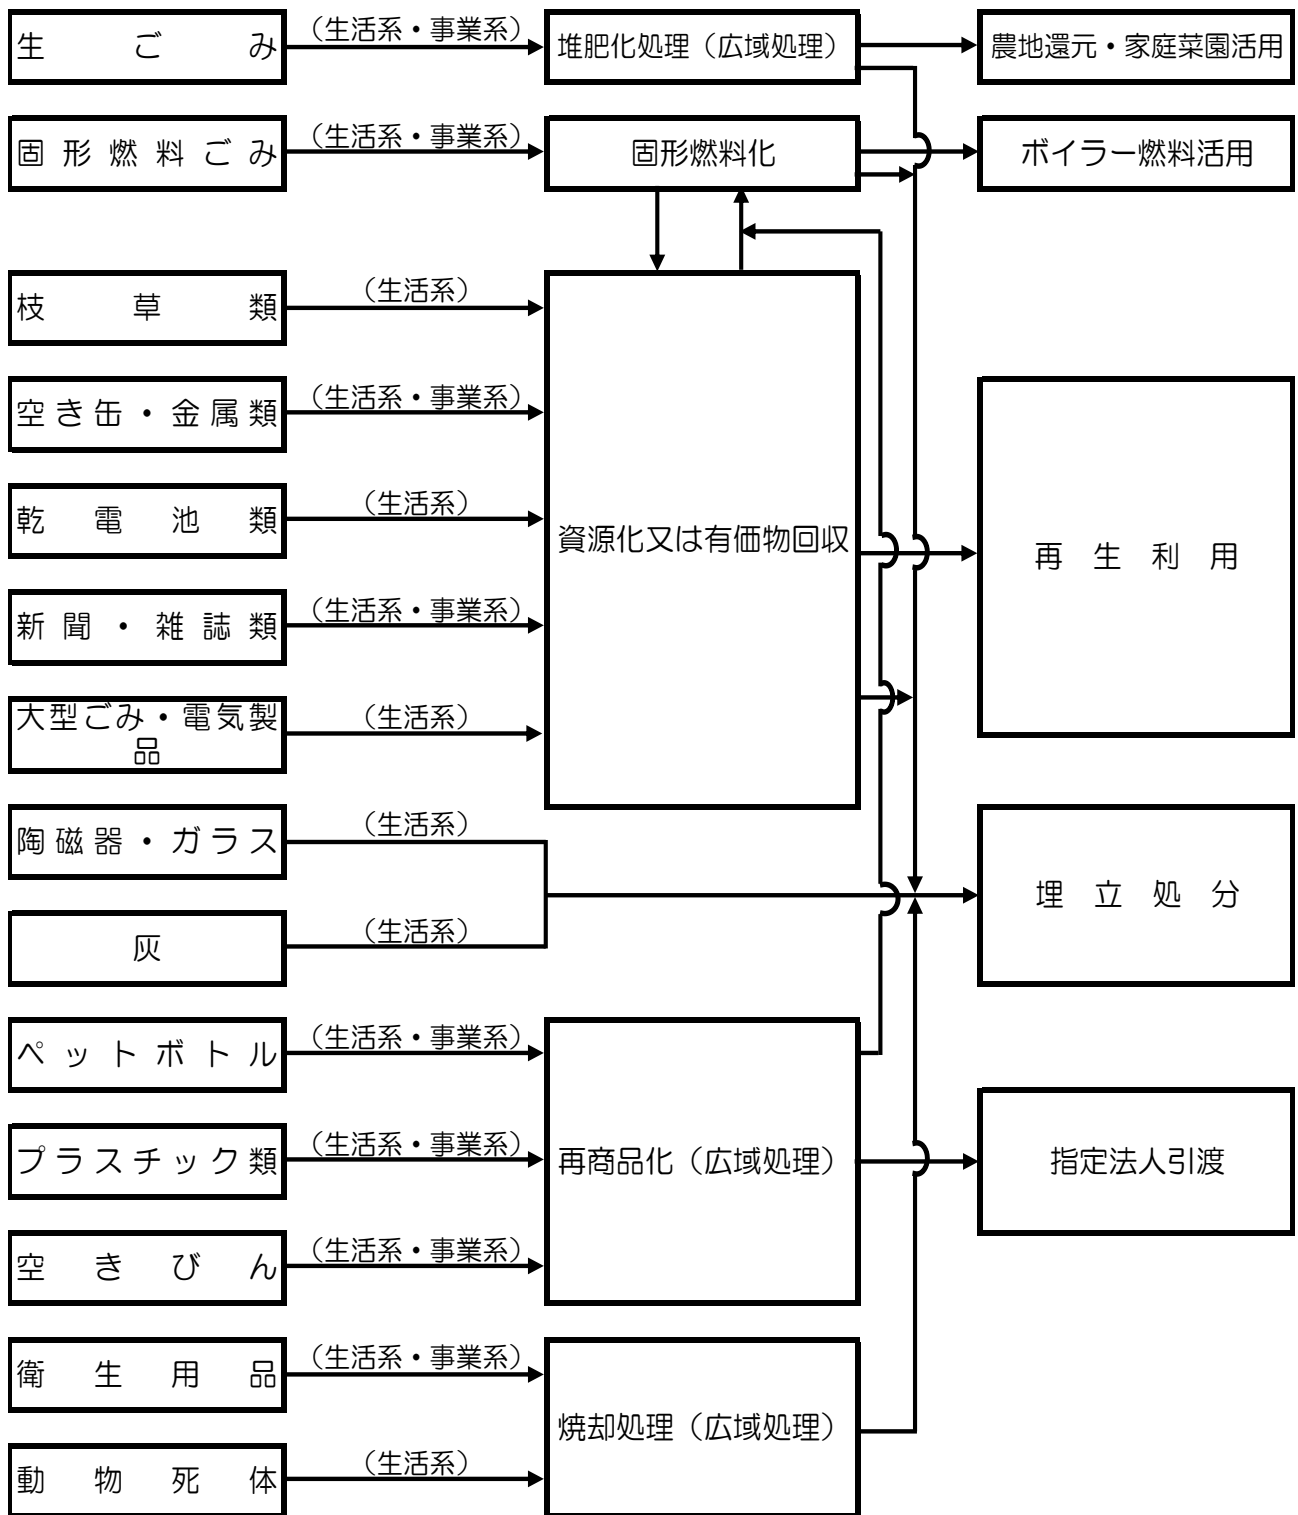 生ごみ
（生活系・事業系）
堆肥化処理（広域処理）
農地還元・家庭菜園活用
固形燃料ごみ
（生活系・事業系）
固形燃料化
ボイラー燃料活用
枝草類
（生活系）
空き缶・金属類
（生活系・事業系）
乾電池類
（生活系）
資源化又は有価物回収
再生利用
新聞・雑誌類
（生活系・事業系）
大型ごみ・電気製
品
（生活系）
陶磁器・ガラス
（生活系）
埋立処分
灰
（生活系）
ペットボトル
（生活系・事業系）
プラスチック類
（生活系・事業系）
再商品化（広域処理）
指定法人引渡
空きびん
（生活系・事業系）
衛生用品
（生活系・事業系）
焼却処理（広域処理）
動物死体
（生活系）